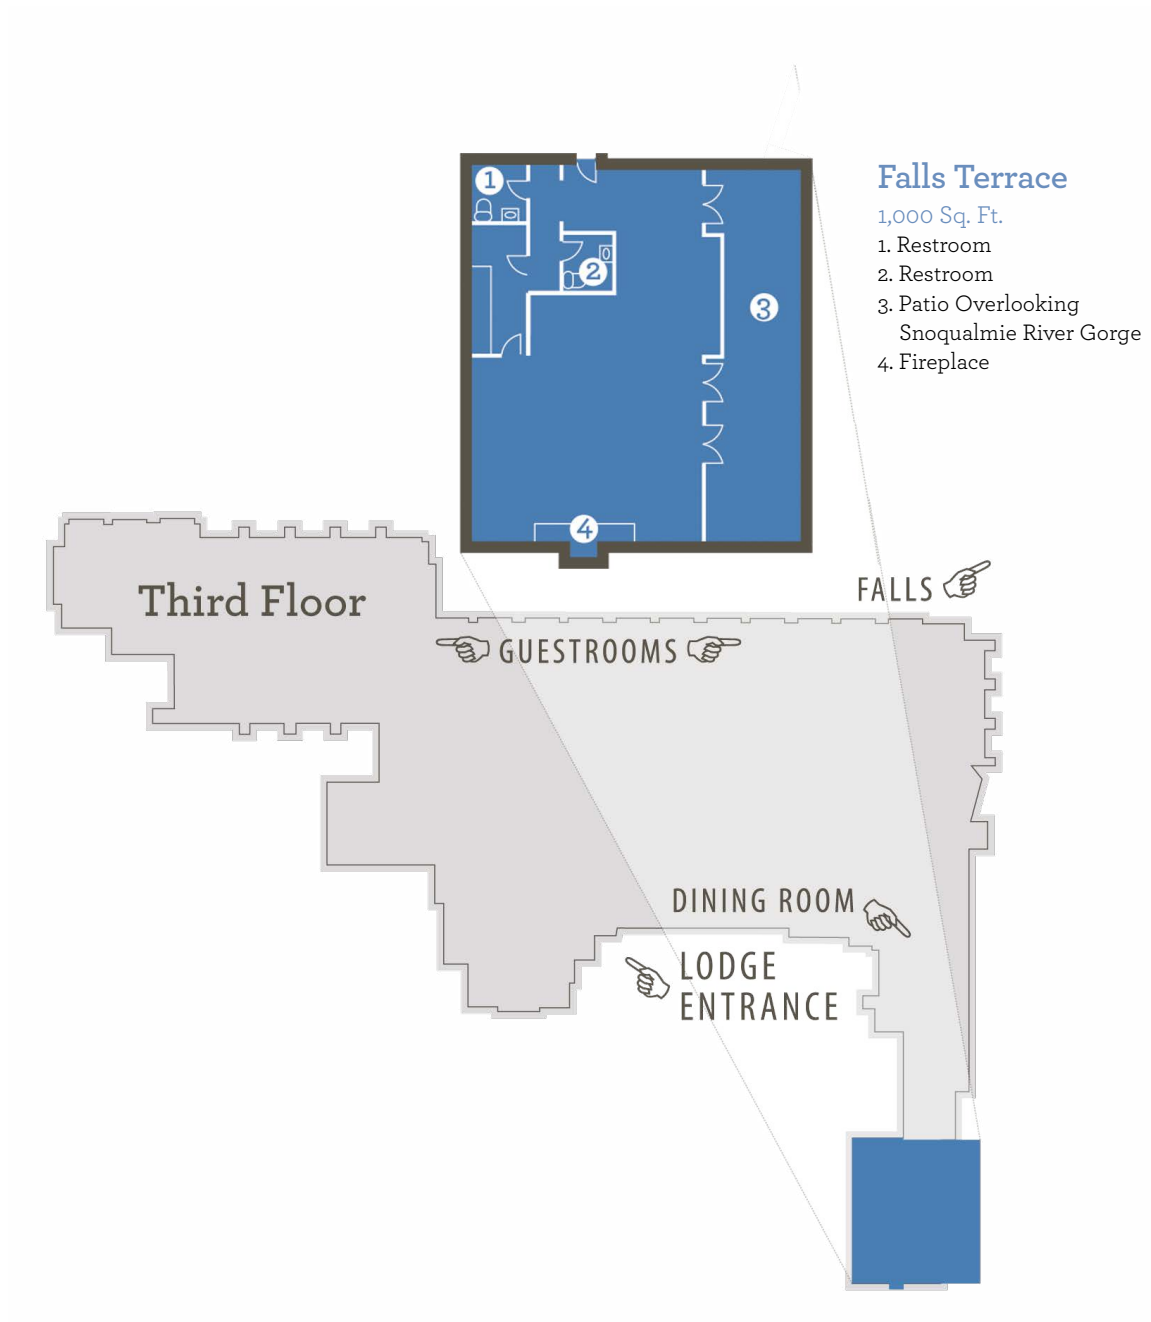 Falls Terrace
1,000 Sq. Ft.
1. Restroom
2. Restroom
3. Patio Overlooking
Snoqualmie River Gorge
4. Fireplace
1
2
3
4
FALLS
Third Floor
GUESTROOMS
DINING ROOM
LODGE
ENTRANCE